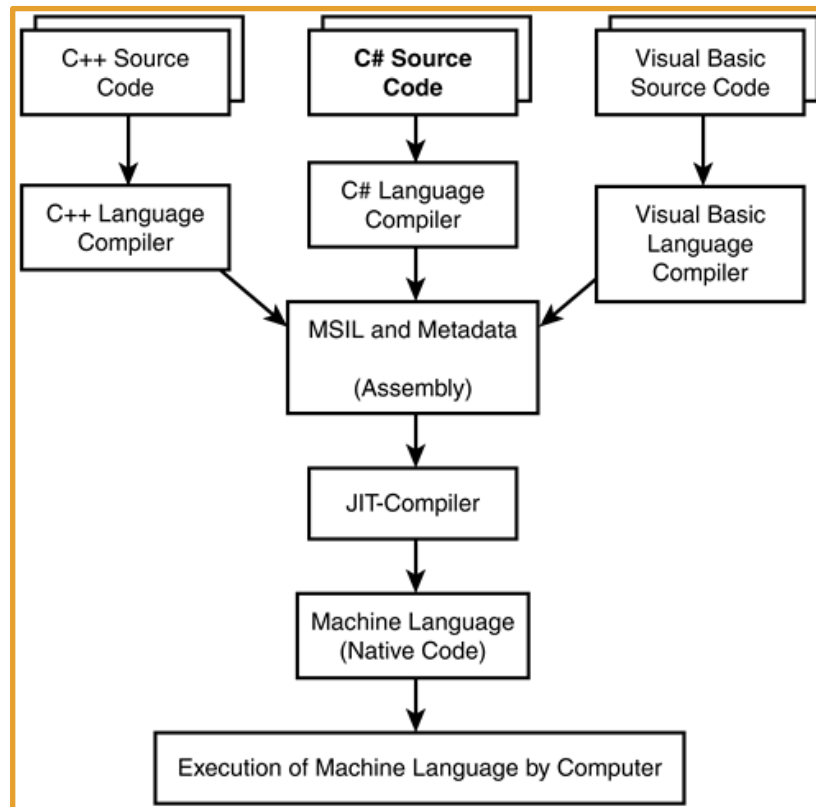 C++ Source
Code
C# Source
Code
Visual Basic
Source Code
C++ Language
Compiler
C# Language
Compiler
Visual Basic
Language
Compiler
MSIL and Metadata
(Assembly)
JIT-Compiler
Machine Language
(Native Code)
Execution of Machine Language by Computer